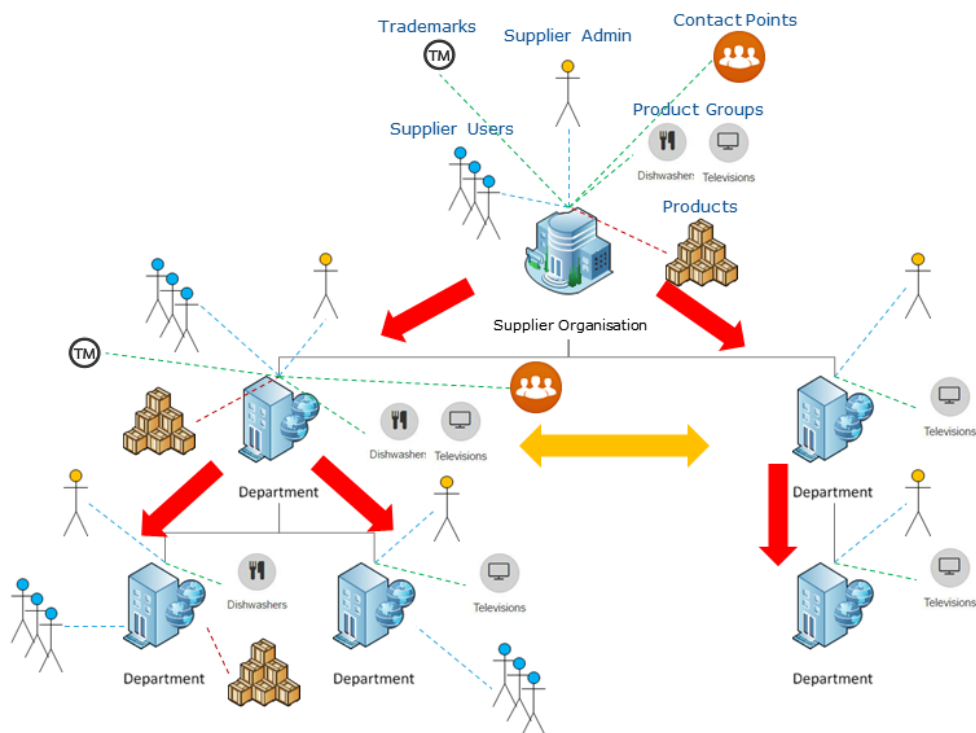 Trademarks
Supplier Admin
Contact Points
TM
Product Groups
Supplier Users
Dishwashers
Televisions
Products
Supplier Organisation
TM
Dishwashers
Televisions
Televisions
Department
Department
Dishwashers
Televisions
Televisions
Department
Department
Department